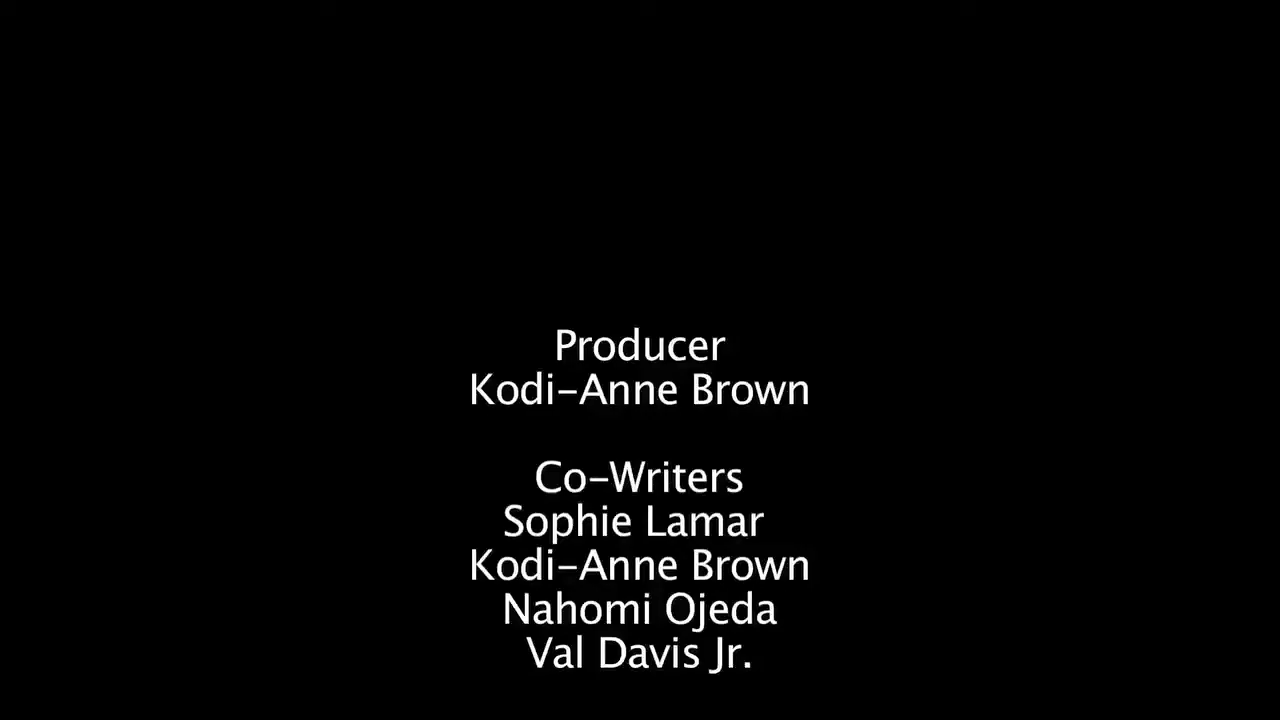 Producer
Kodi-Anne Brown
Co-Writers
Sophie Lamar
Kodi-Anne Brown
Nahomi Ojeda
Val Davis Jr.